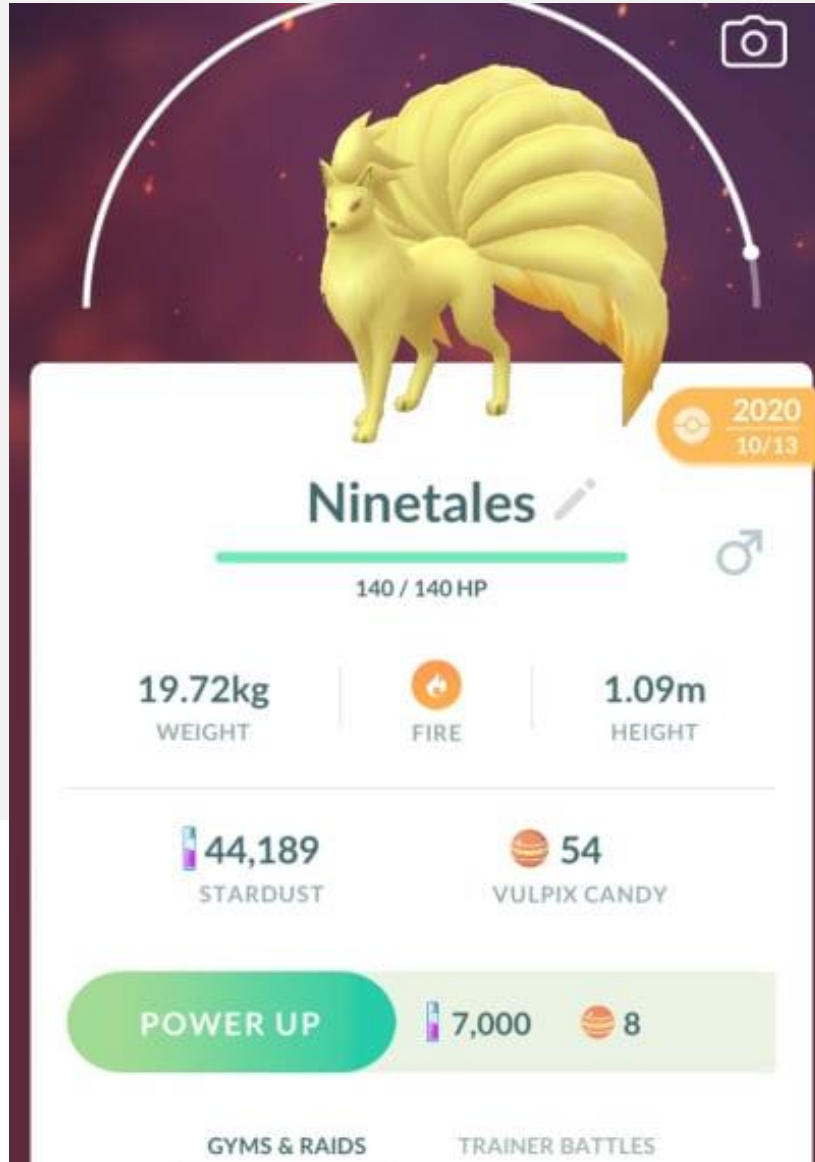 2020
10/13
Ninetales
140 / 140 HP
19.72kg
WEIGHT
FIRE
1.09m
HEIGHT
44,189
STARDUST
54
VULPIX CANDY
POWER UP
7,000
8
GYMS & RAIDS
TRAINER BATTLES